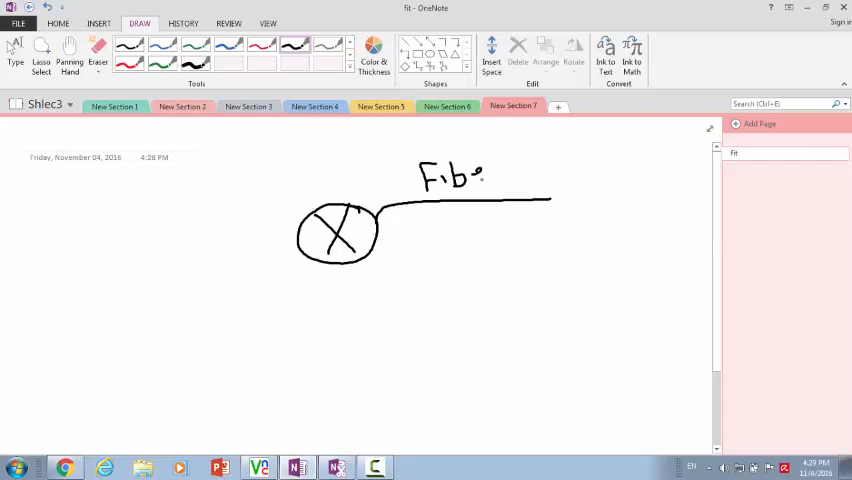 fit - OneNote
FILE HOME INSERT DRAW HISTORY REVIEW VIEW
Sign in
Type Lasso Select Panning Hand Eraser
Color & Thickness
Insert Space Delete Arrange Rotate Ink to Text Ink to Math
Tools Shapes Edit Convert
Shlec3 New Section 1 New Section 2 New Section 3 New Section 4 New Section 5 New Section 6 New Section 7 Search (Ctrl+E)
Add Page
Fit
Friday, November 04, 2016 4:28 PM
Fibe
EN 4:29 PM
11/4/2016